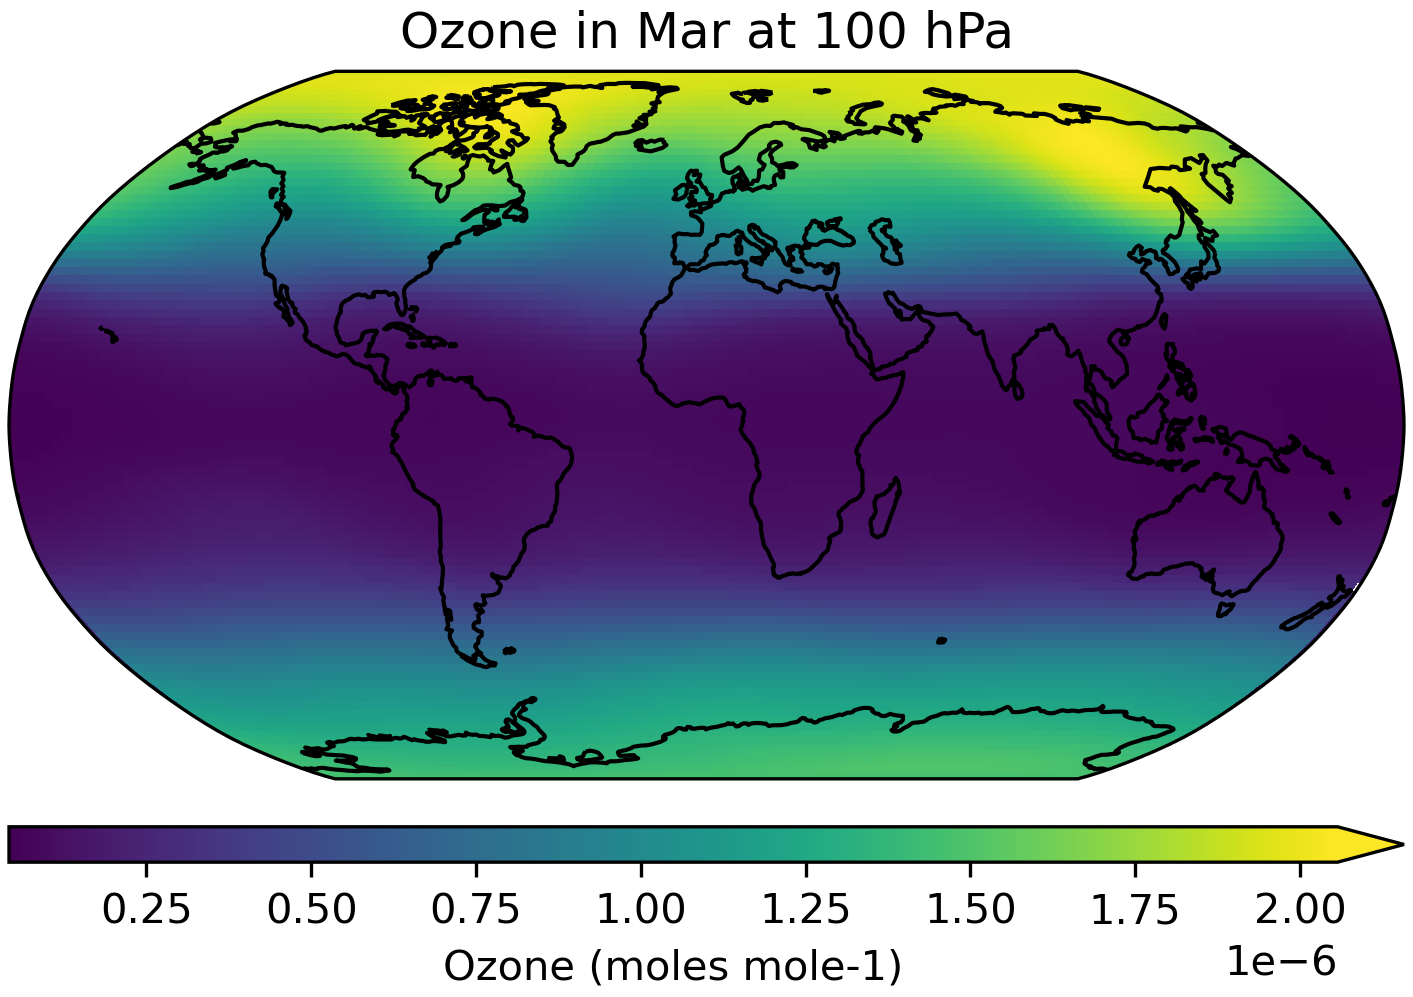 Ozone in Mar at 100 hPa
0.25 0.50 0.75 1.00 1.25 1.50 1.75 2.00
Ozone (moles mole-1)
1e−6